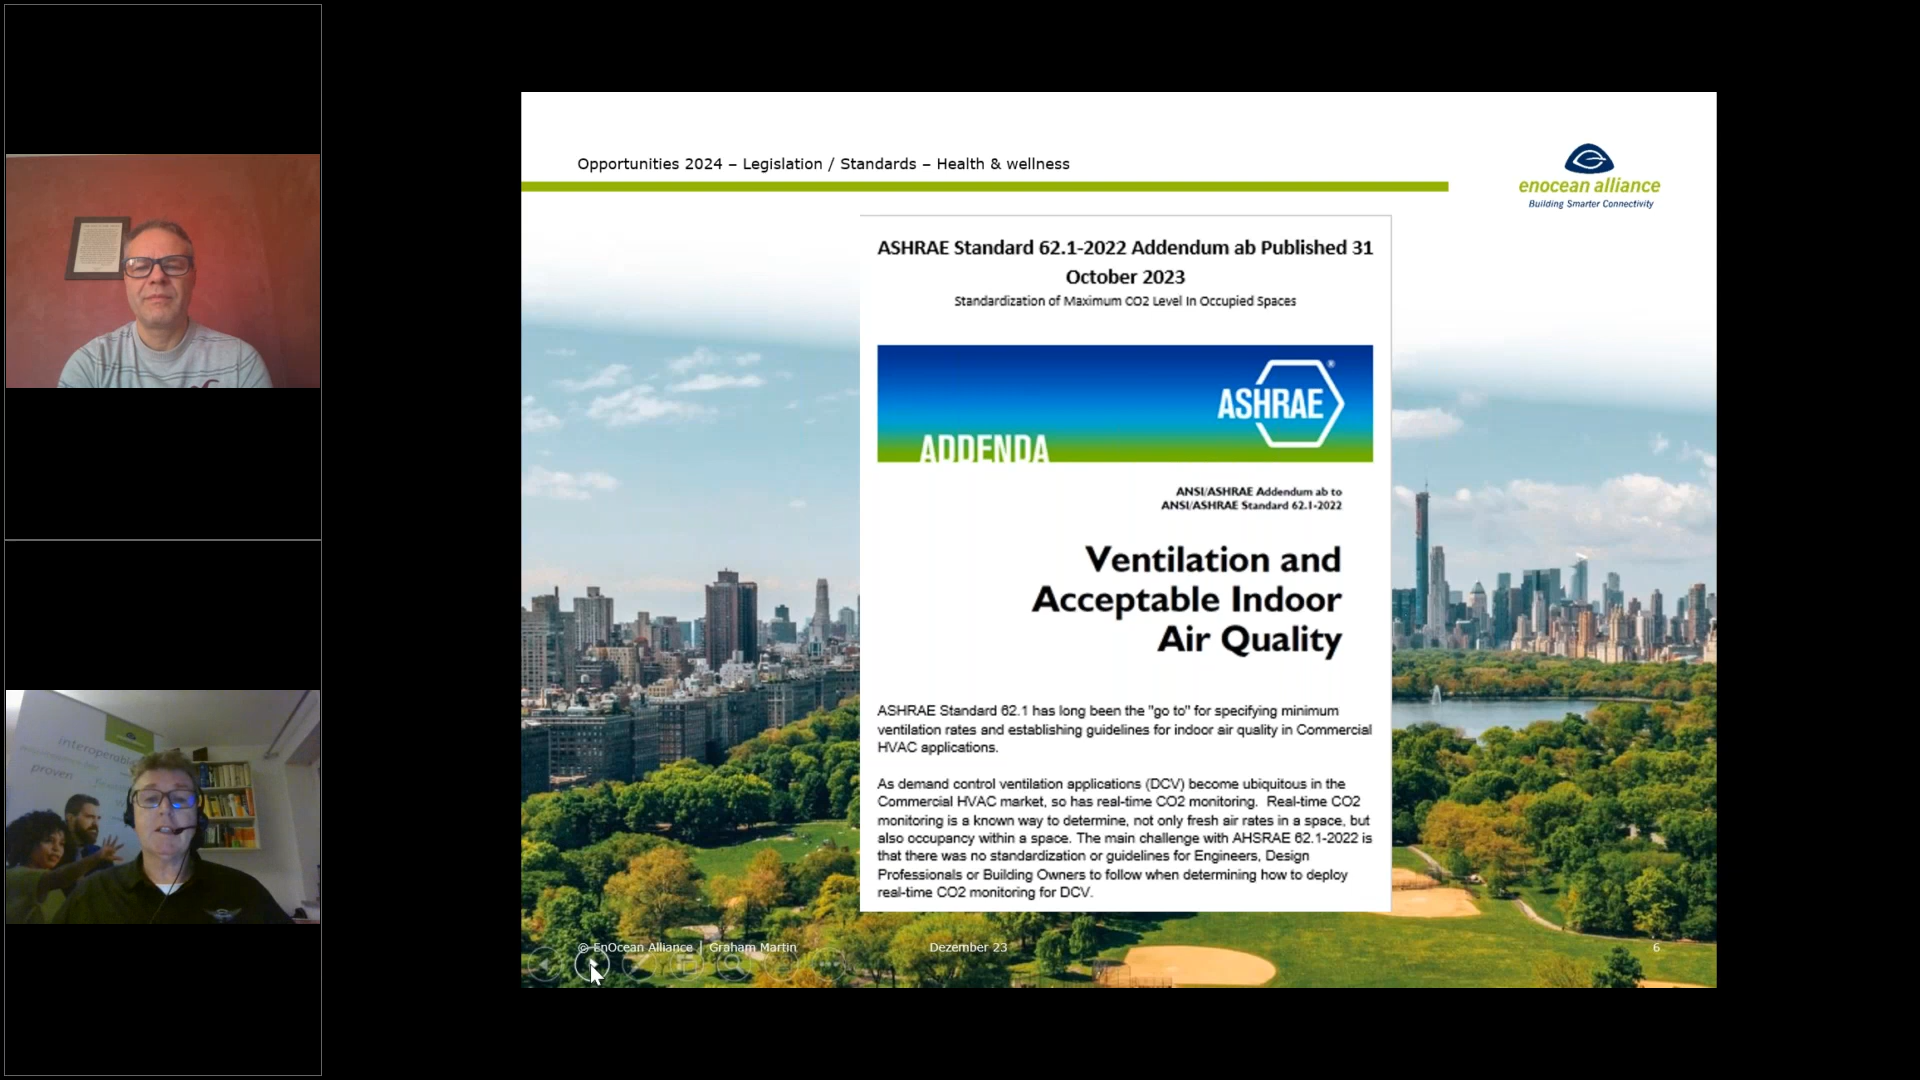 Opportunities 2024 – Legislation / Standards – Health & wellness
enocean alliance
Building Smarter Connectivity
ASHRAE Standard 62.1-2022 Addendum ab Published 31
October 2023
Standardization of Maximum CO2 Level In Occupied Spaces
ASHRAE®
ADDENDA
ANSI/ASHRAE Addendum ab to
ANSI/ASHRAE Standard 62.1-2022
Ventilation and
Acceptable Indoor
Air Quality
ASHRAE Standard 62.1 has long been the "go to" for specifying minimum
ventilation rates and establishing guidelines for indoor air quality in Commercial
HVAC applications.
As demand control ventilation applications (DCV) become ubiquitous in the
Commercial HVAC market, so has real-time CO2 monitoring. Real-time CO2
monitoring is a known way to determine, not only fresh air rates in a space, but
also occupancy within a space. The main challenge with AHSRAE 62.1-2022 is
that there was no standardization or guidelines for Engineers, Design
Professionals or Building Owners to follow when determining how to deploy
real-time CO2 monitoring for DCV.
interoperable
proven
© EnOcean Alliance | Graham Martin
Dezember 23
6